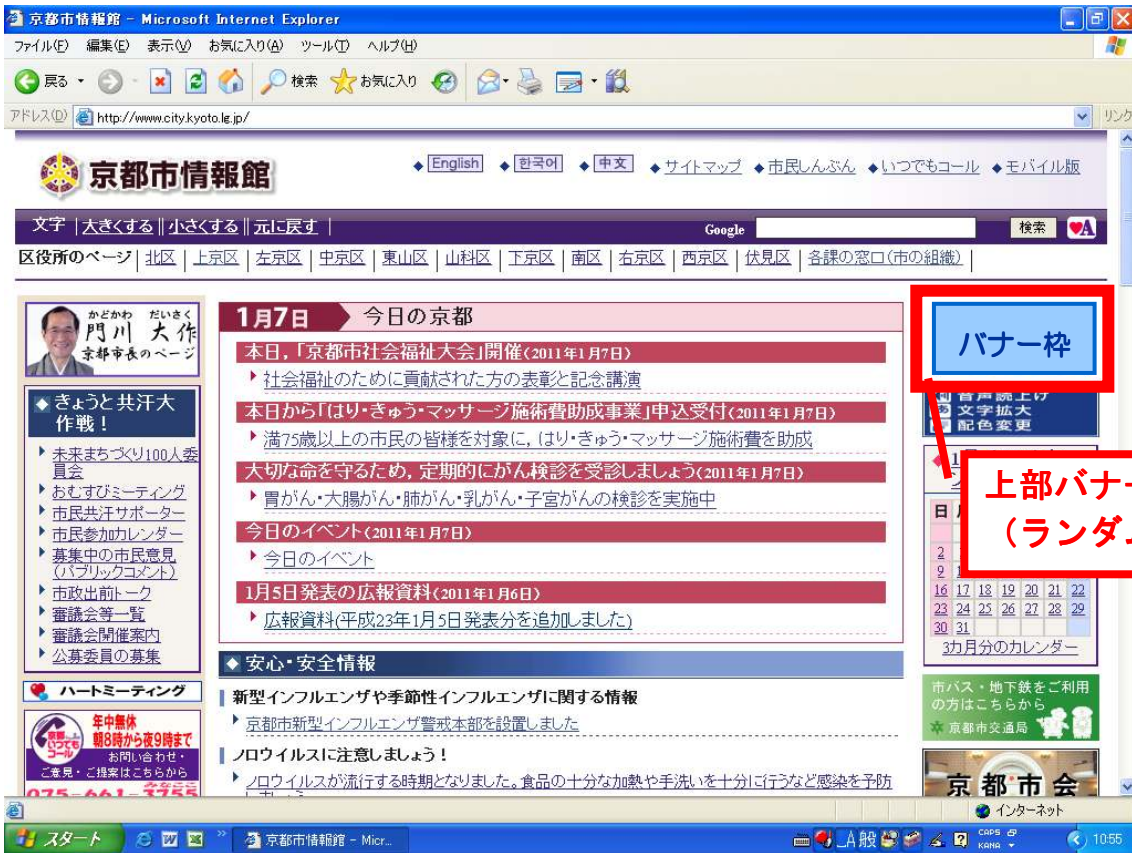 京都市情報館 - Microsoft Internet Explorer
ファイル(F) 編集(E) 表示(V) お気に入り(A) ツール(T) ヘルプ(H)
戻る 検索 お気に入り
アドレス(D) http://www.city.kyoto.lg.jp/ リンク
京都市情報館
◆English ◆한국어 ◆中文 ◆サイトマップ ◆市民しんぶん ◆いつでもコール ◆モバイル版
文字 |大きくする||小さくする||元に戻す|
Google 検索 A
区役所のページ|北区|上京区|左京区|中京区|東山区|山科区|下京区|南区|右京区|西京区|伏見区|各課の窓口(市の組織)|
かどかわ だいさく
門川 大作
京都市長のページ
◆きょうと共汗大作戦！
未来まちづくり100人委員会
おむすびミーティング
市民共汗サポーター
市民参加カレンダー
募集中の市民意見
(パブリックコメント)
市政出前トーク
審議会等一覧
審議会開催案内
公募委員の募集
ハートミーティング
京都いつでもコール
年中無休
朝8時から夜9時まで
お問い合わせ・
ご意見・ご提案はこちらから
075-661-3755
1月7日 今日の京都
本日，「京都市社会福祉大会」開催(2011年1月7日)
社会福祉のために貢献された方の表彰と記念講演
本日から「はり・きゅう・マッサージ施術費助成事業」申込受付(2011年1月7日)
満75歳以上の市民の皆様を対象に，はり・きゅう・マッサージ施術費を助成
大切な命を守るため，定期的にがん検診を受診しましょう(2011年1月7日)
胃がん・大腸がん・肺がん・乳がん・子宮がんの検診を実施中
今日のイベント(2011年1月7日)
今日のイベント
1月5日発表の広報資料(2011年1月6日)
広報資料(平成23年1月5日発表分を追加しました)
◆安心・安全情報
新型インフルエンザや季節性インフルエンザに関する情報
京都市新型インフルエンザ警戒本部を設置しました
ノロウイルスに注意しましょう！
ノロウイルスが流行する時期となりました。食品の十分な加熱や手洗いを十分に行うなど感染を予防
バナー枠
音声読上げ
文字拡大
配色変更
上部バナー
（ランダム
日
2
9
16 17 18 19 20 21 22
23 24 25 26 27 28 29
30 31
3カ月分のカレンダー
市バス・地下鉄をご利用
の方はこちらから
京都市交通局
京都市会
インターネット
スタート 京都市情報館 - Micr... A 般 CAPS KANA 10:55